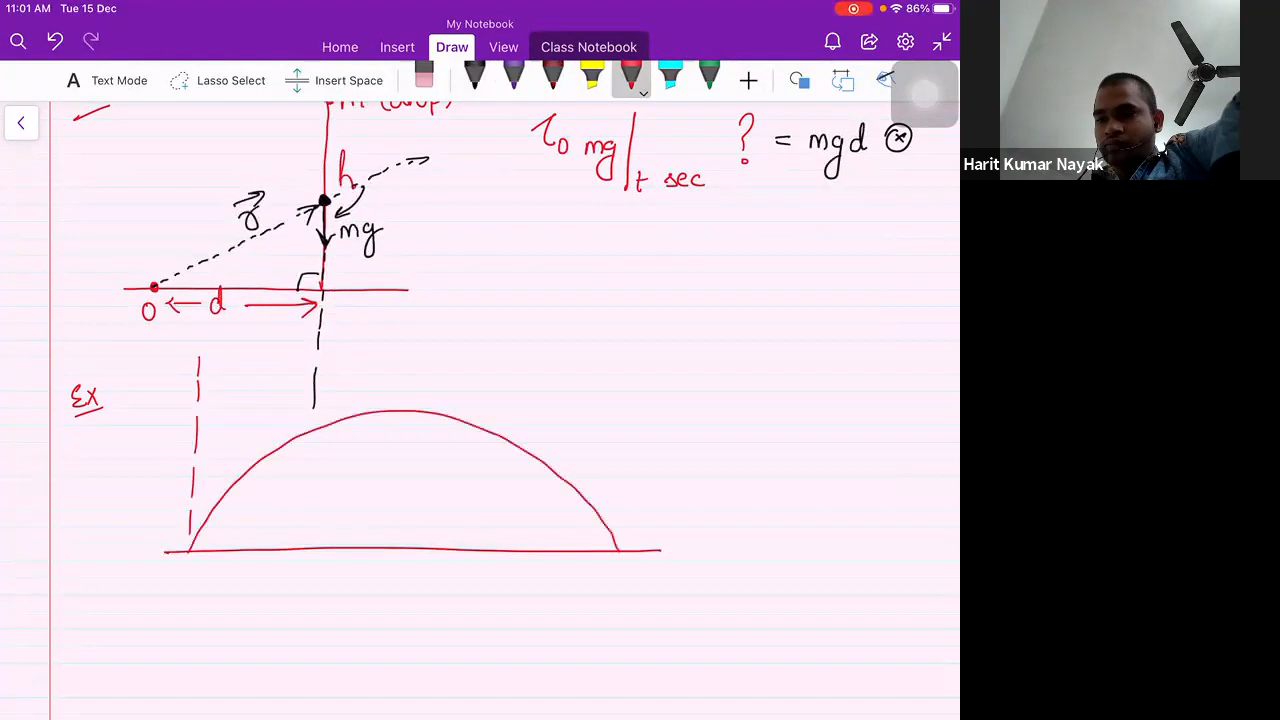 11:01 AM Tue 15 Dec
86%
My Notebook
Home Insert Draw View Class Notebook
Text Mode Lasso Select Insert Space
τ₀ mg | t sec ? = mgd ⊗
h
r⃗
mg
0 ← d →
Ex
Harit Kumar Nayak